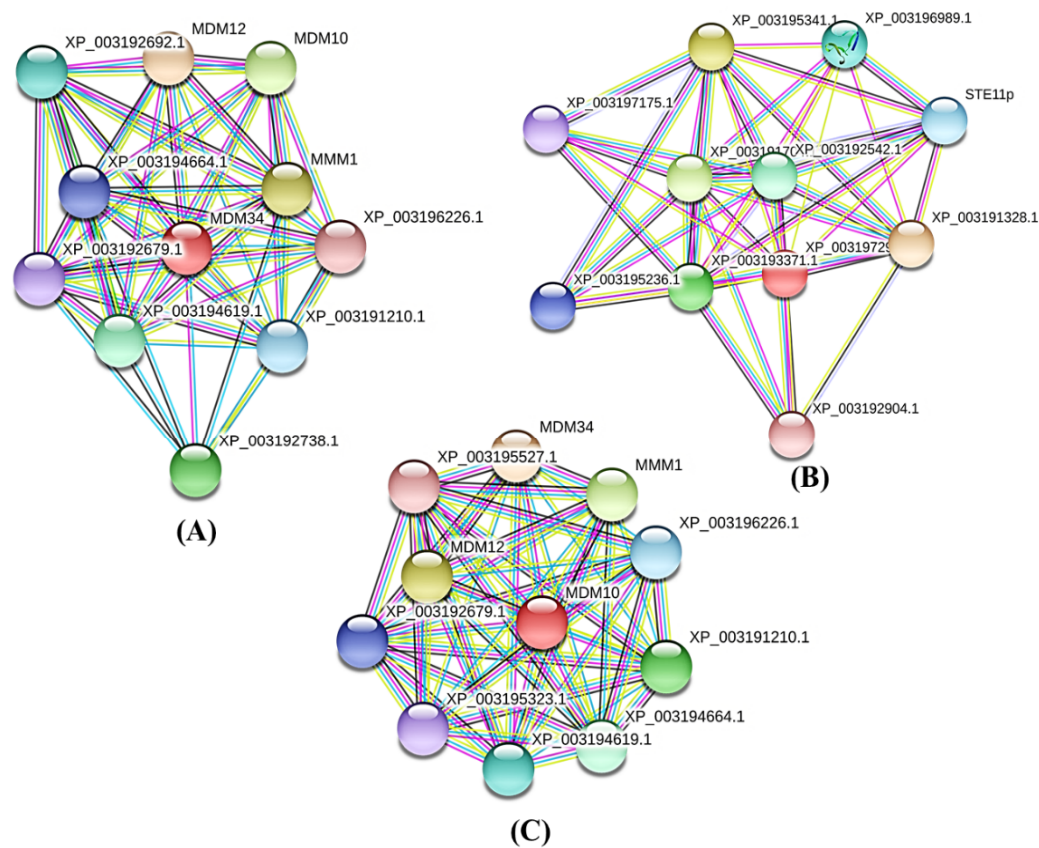 XP_003192692.1
MDM12
MDM10
XP_003194664.1
MMM1
MDM34
XP_003196226.1
XP_003192679.1
XP_003194619.1
XP_003191210.1
XP_003192738.1
(A)
XP_003195341.1
XP_003196989.1
XP_003197175.1
STE11p
XP_003192542.1
XP_003191328.1
XP_003193371.1
XP_003195236.1
XP_003192904.1
(B)
MDM34
XP_003195527.1
MMM1
XP_003196226.1
MDM12
MDM10
XP_003192679.1
XP_003191210.1
XP_003195323.1
XP_003194664.1
XP_003194619.1
(C)